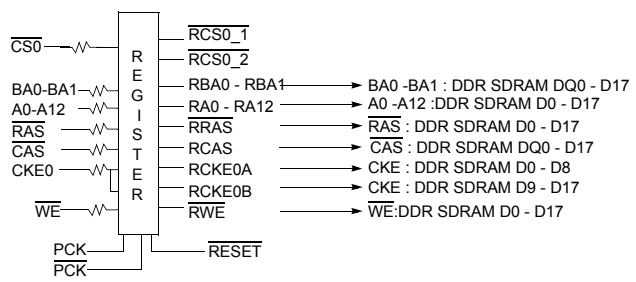 CS0
BA0-BA1
A0-A12
RAS
CAS
CKE0
WE
PCK
PCK
REGISTER
RESET
RCS0_1
RCS0_2
RBA0 - RBA1
RA0 - RA12
RRAS
RCAS
RCKE0A
RCKE0B
RWE
BA0 -BA1 : DDR SDRAM DQ0 - D17
A0 -A12 :DDR SDRAM D0 - D17
RAS : DDR SDRAM D0 - D17
CAS : DDR SDRAM DQ0 - D17
CKE : DDR SDRAM D0 - D8
CKE : DDR SDRAM D9 - D17
WE:DDR SDRAM D0 - D17